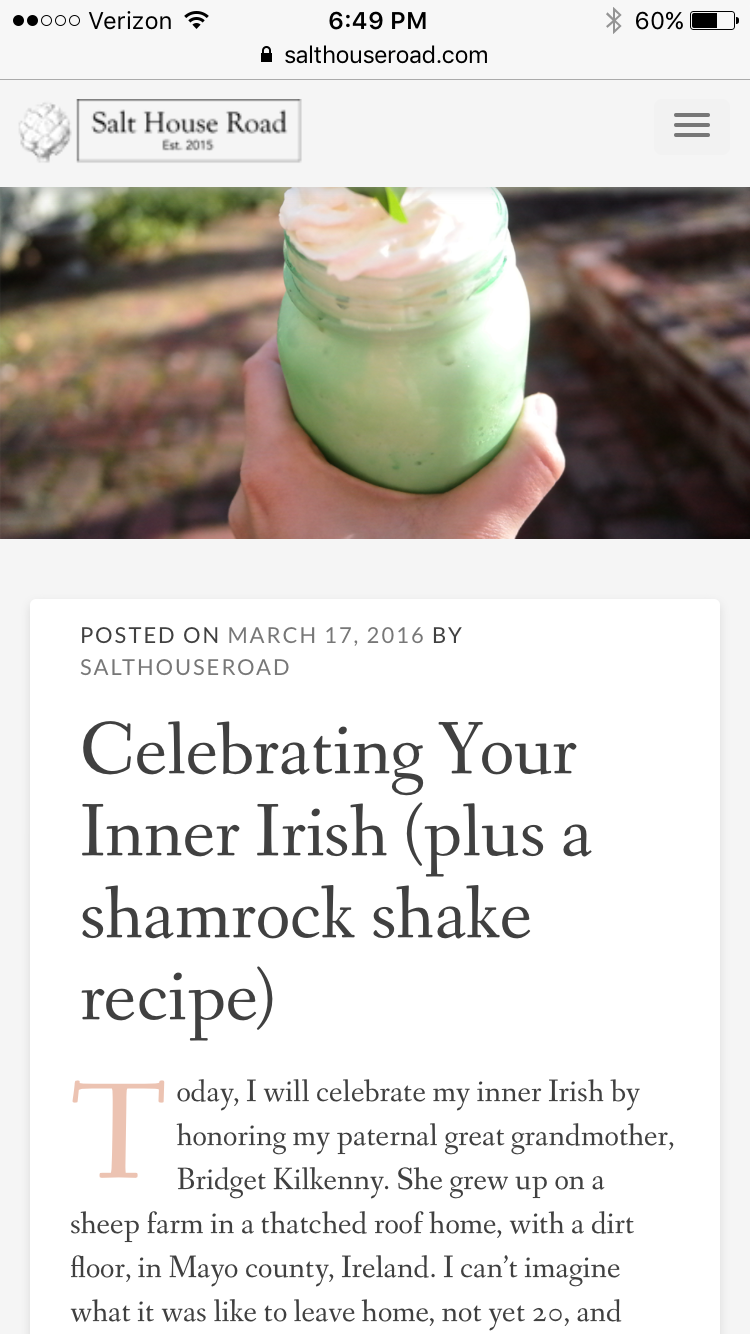 Verizon 6:49 PM 60%
salthouseroad.com
Salt House Road
Est. 2015
POSTED ON MARCH 17, 2016 BY
SALTHOUSEROAD
Celebrating Your
Inner Irish (plus a
shamrock shake
recipe)
Today, I will celebrate my inner Irish by
honoring my paternal great grandmother,
Bridget Kilkenny. She grew up on a
sheep farm in a thatched roof home, with a dirt
floor, in Mayo county, Ireland. I can’t imagine
what it was like to leave home, not yet 20, and